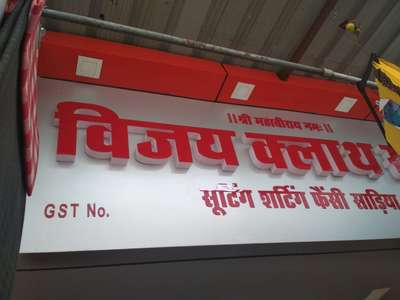 ॥ श्री महावीराय नमः ॥
विजय क्लाथ
सूटिंग शर्टिंग फेंसी साड़िया
GST No.